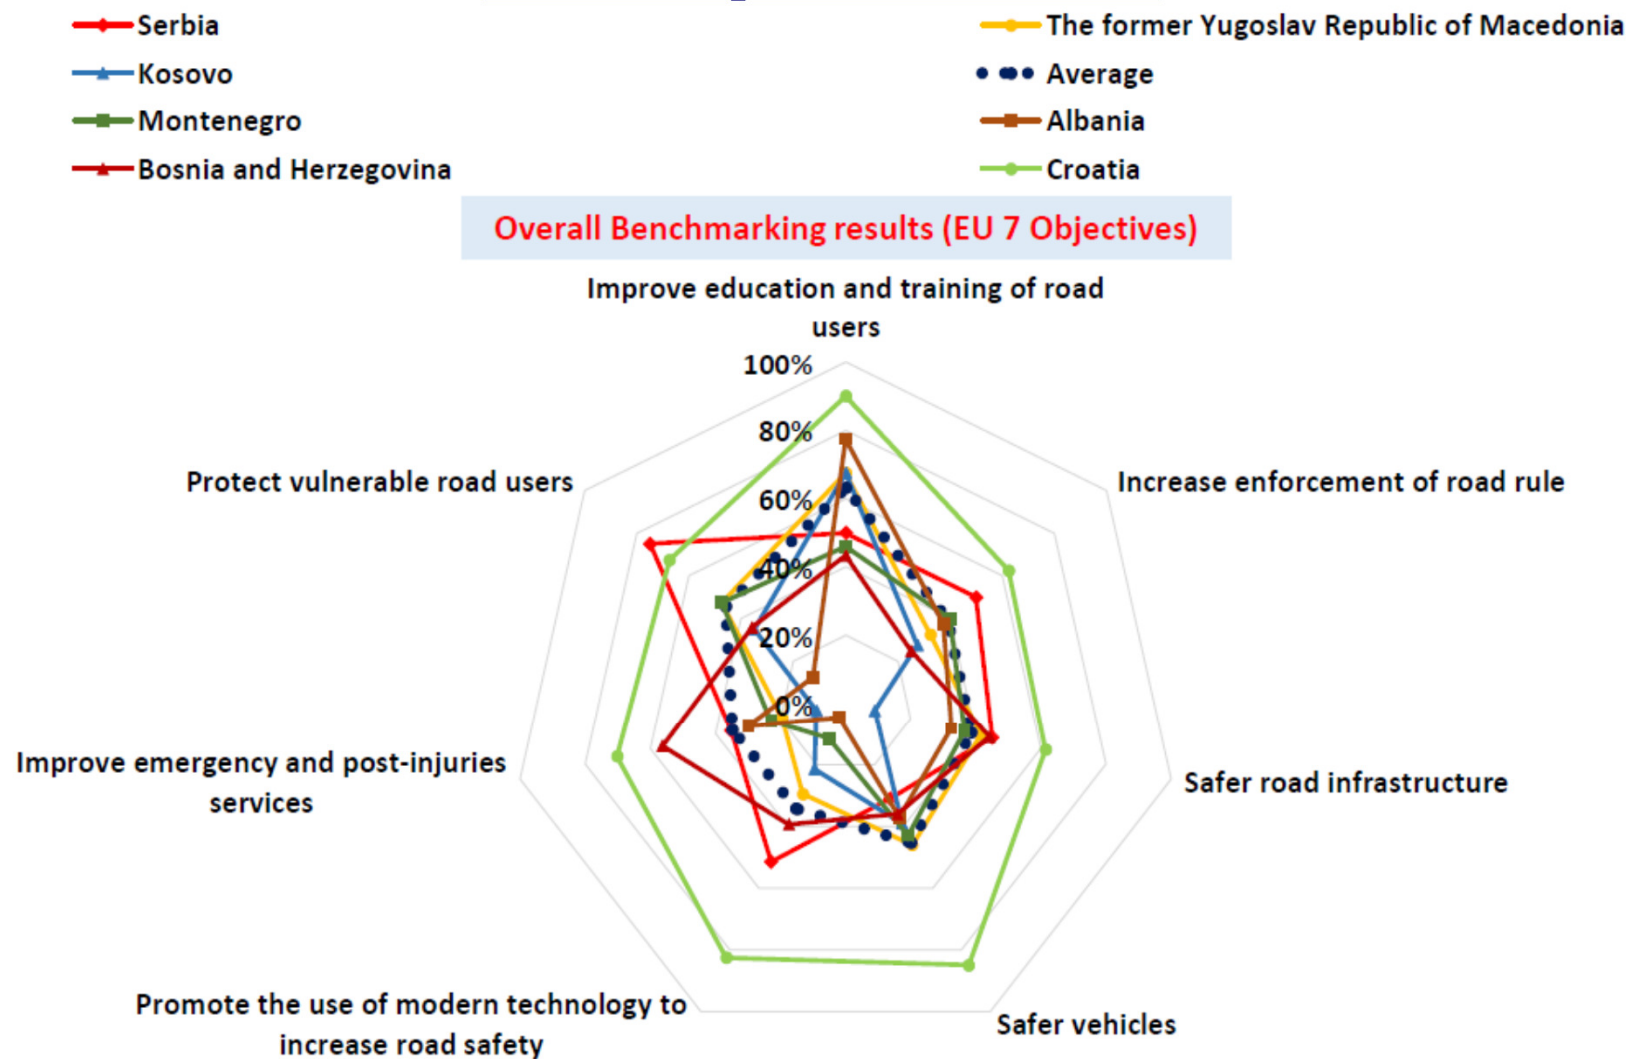 Serbia
The former Yugoslav Republic of Macedonia
Kosovo
Average
Montenegro
Albania
Bosnia and Herzegovina
Croatia
Overall Benchmarking results (EU 7 Objectives)
Improve education and training of road
users
100%
80%
Protect vulnerable road users
Increase enforcement of road rule
60%
40%
20%
0%
Improve emergency and post-injuries
services
Safer road infrastructure
Promote the use of modern technology to
increase road safety
Safer vehicles